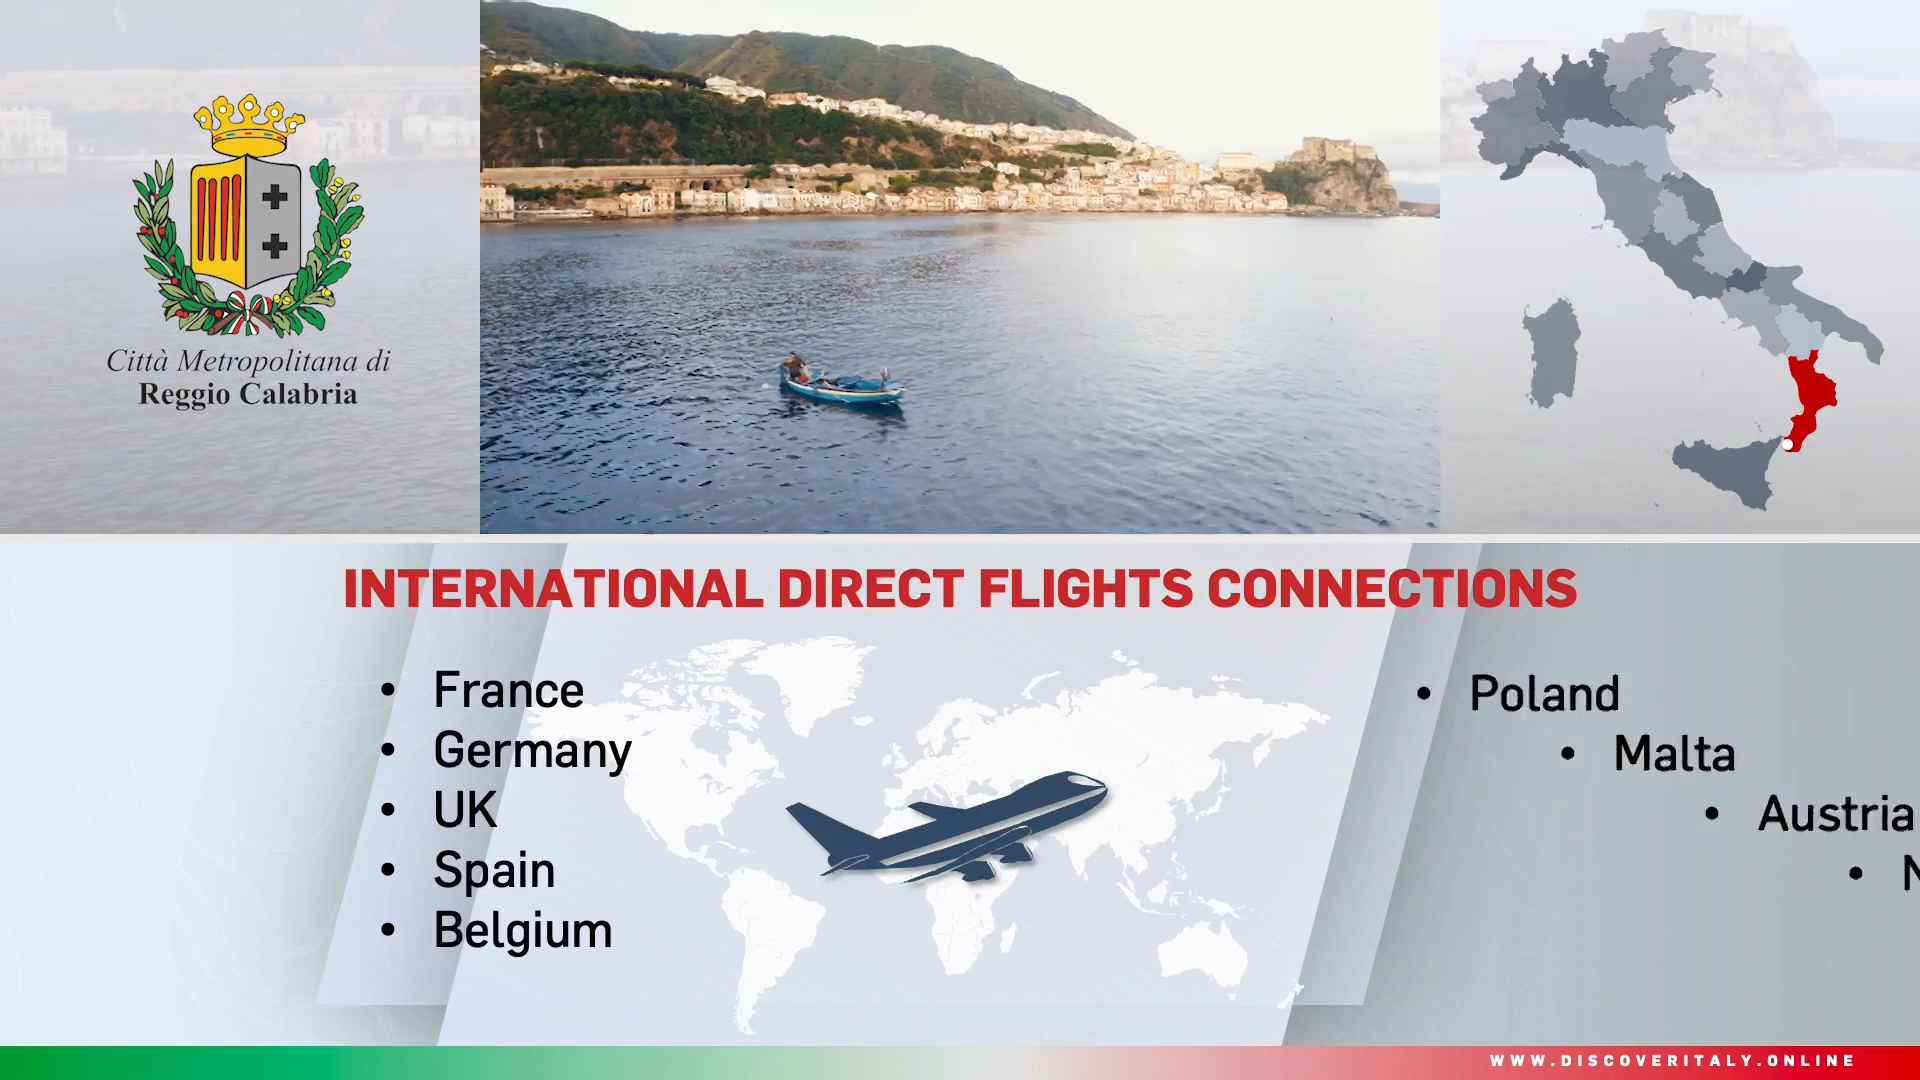 Città Metropolitana di
Reggio Calabria
INTERNATIONAL DIRECT FLIGHTS CONNECTIONS
• France
• Germany
• UK
• Spain
• Belgium
• Poland
• Malta
• Austria
WWW.DISCOVERITALY.ONLINE